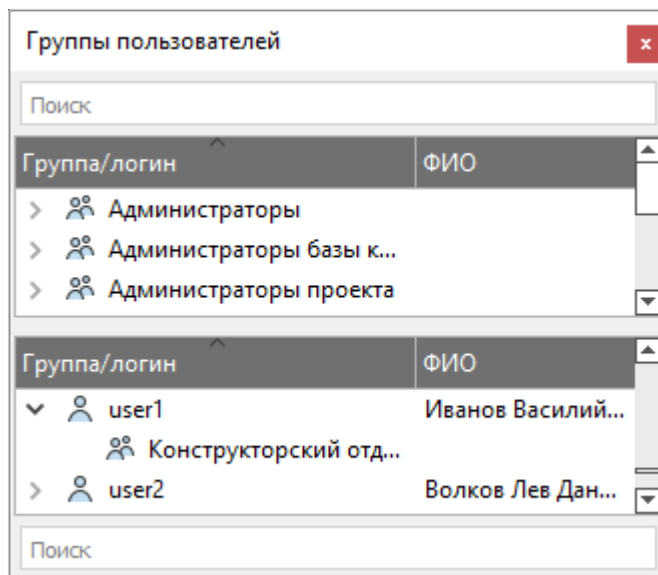 Группы пользователей x
Поиск
Группа/логин ФИО
Администраторы
Администраторы базы к...
Администраторы проекта
Группа/логин ФИО
user1 Иванов Василий...
Конструкторский отд...
user2 Волков Лев Дан...
Поиск